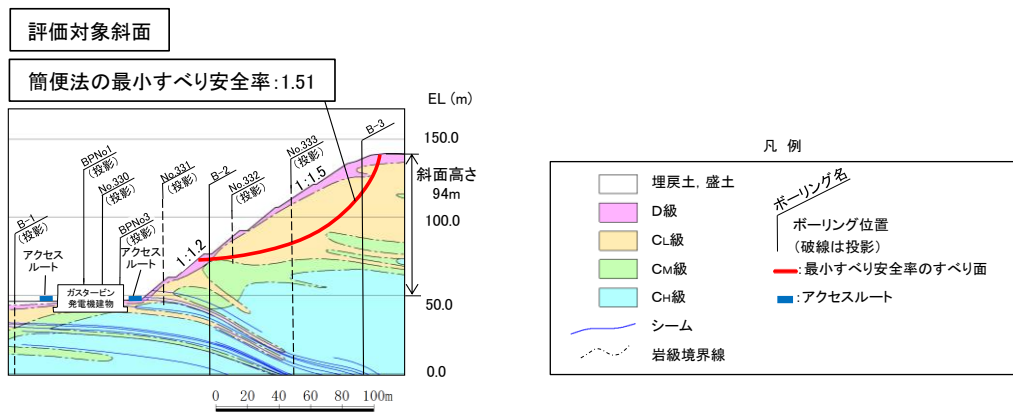 評価対象斜面
簡便法の最小すべり安全率:1.51
EL(m)
150.0
100.0
50.0
0.0
斜面高さ
94m
B-1
(投影)
No.330
(投影)
BPNo1
(投影)
BPNo3
(投影)
No.331
(投影)
B-2
No.332
(投影)
No.333
(投影)
B-3
1:1.2
1:1.5
アクセス
ルート
ガスタービン
発電機建物
アクセス
ルート
0 20 40 60 80 100m
凡 例
埋戻土, 盛土
D級
CL級
CM級
CH級
シーム
岩級境界線
ボーリング名
ボーリング位置
(破線は投影)
:最小すべり安全率のすべり面
:アクセスルート